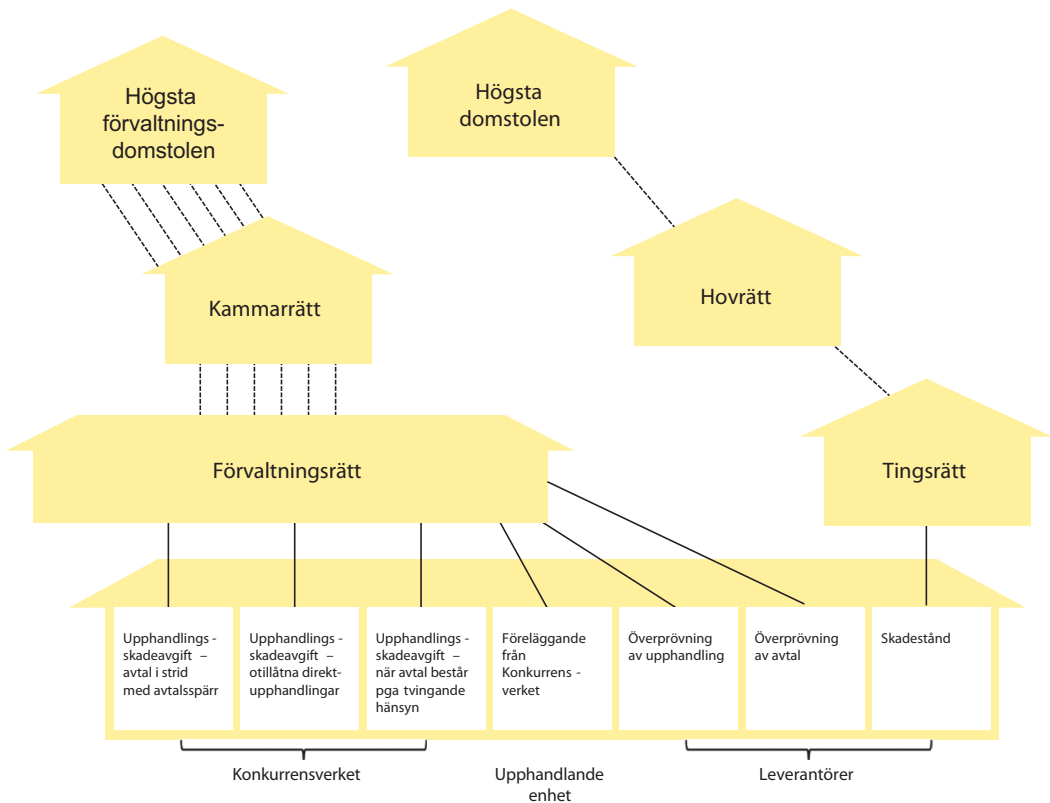 Högsta
förvaltnings-
domstolen
Högsta
domstolen
Kammarrätt
Hovrätt
Förvaltningsrätt
Tingsrätt
Upphandlings -
skadeavgift –
avtal i strid
med avtalsspärr
Upphandlings -
skadeavgift –
otillåtna direkt-
upphandlingar
Upphandlings -
skadeavgift –
när avtal består
pga tvingande
hänsyn
Föreläggande
från
Konkurrens -
verket
Överprövning
av upphandling
Överprövning
av avtal
Skadestånd
Konkurrensverket
Upphandlande
enhet
Leverantörer